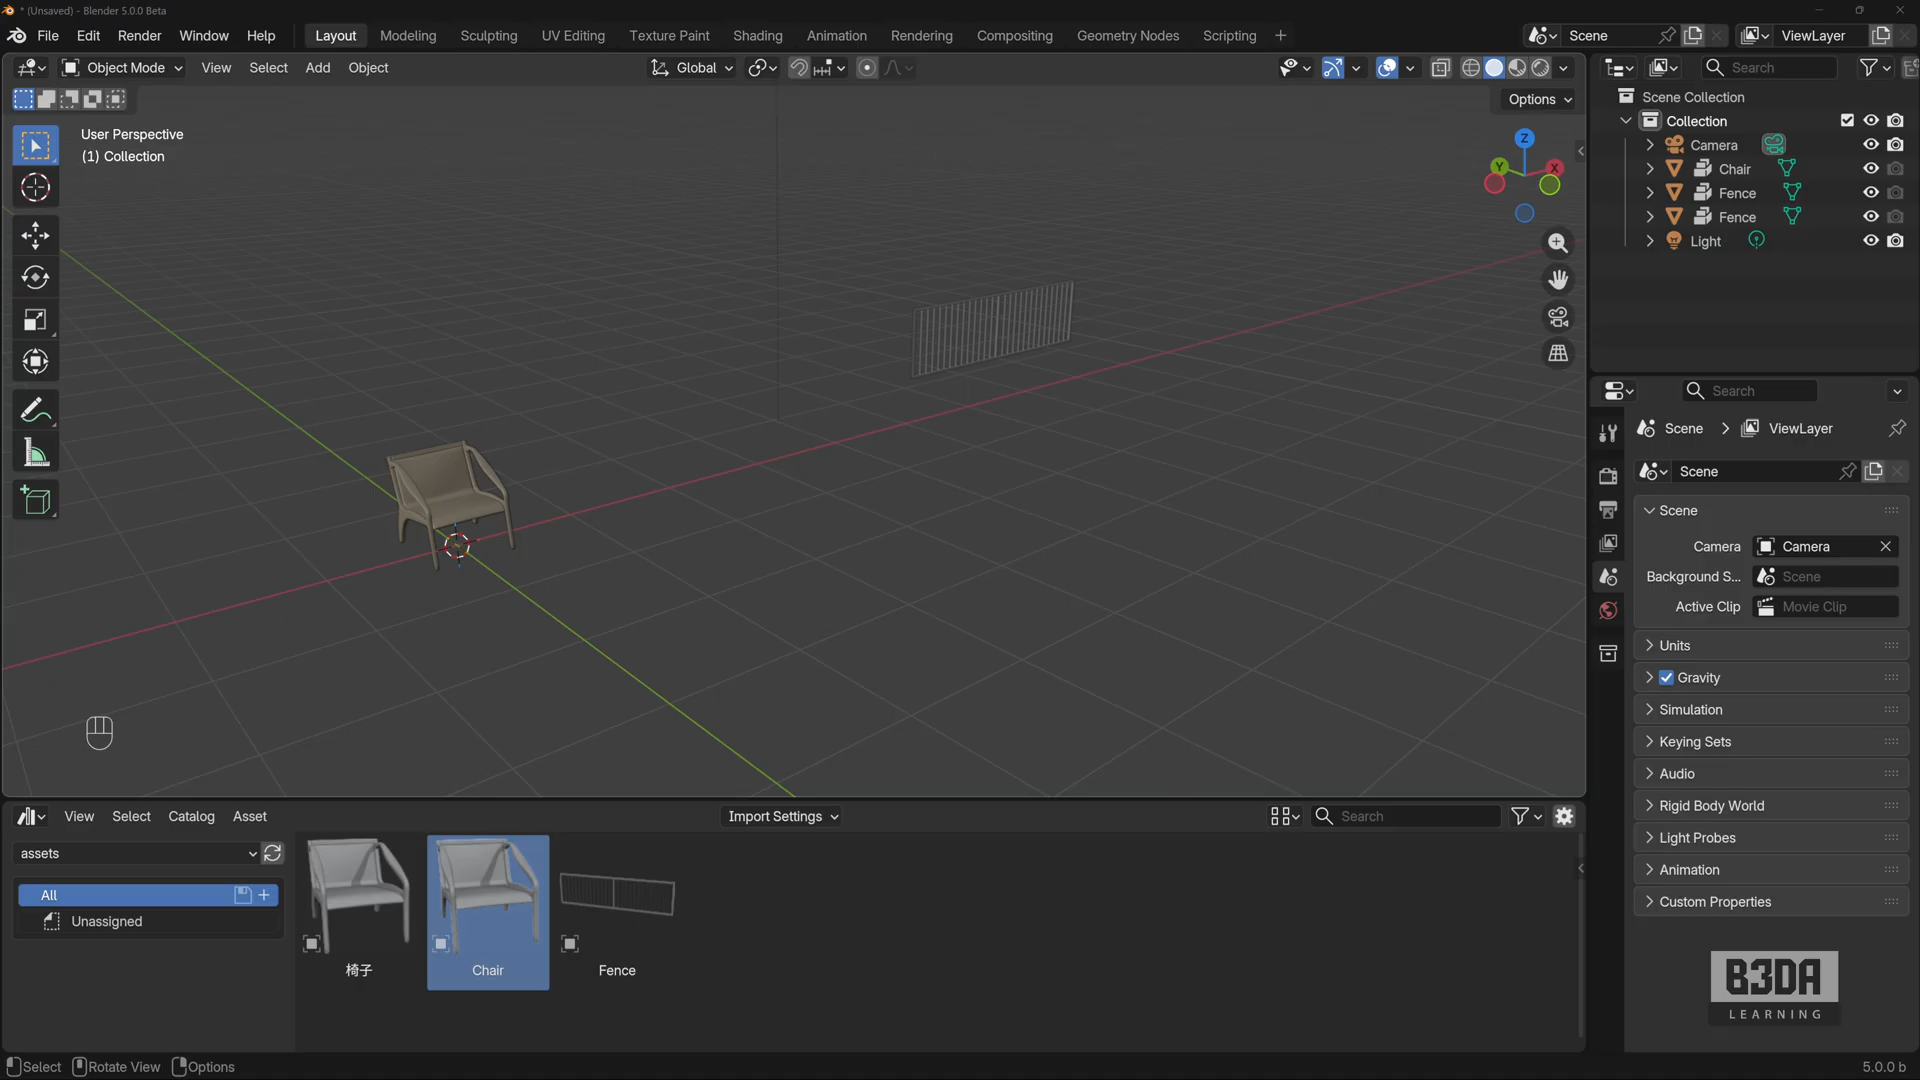 * (Unsaved) - Blender 5.0.0 Beta
File Edit Render Window Help Layout Modeling Sculpting UV Editing Texture Paint Shading Animation Rendering Compositing Geometry Nodes Scripting Scene ViewLayer
Object Mode View Select Add Object Global
Options
User Perspective
(1) Collection
Z
Y
X
Search
Scene Collection
Collection
Camera
Chair
Fence
Fence
Light
Search
Scene ViewLayer
Scene
Scene
Camera Camera
Background S... Scene
Active Clip Movie Clip
Units
Gravity
Simulation
Keying Sets
Audio
Rigid Body World
Light Probes
Animation
Custom Properties
View Select Catalog Asset Import Settings Search
assets
All
Unassigned
椅子 Chair Fence
B3DA
LEARNING
Select Rotate View Options 5.0.0 b